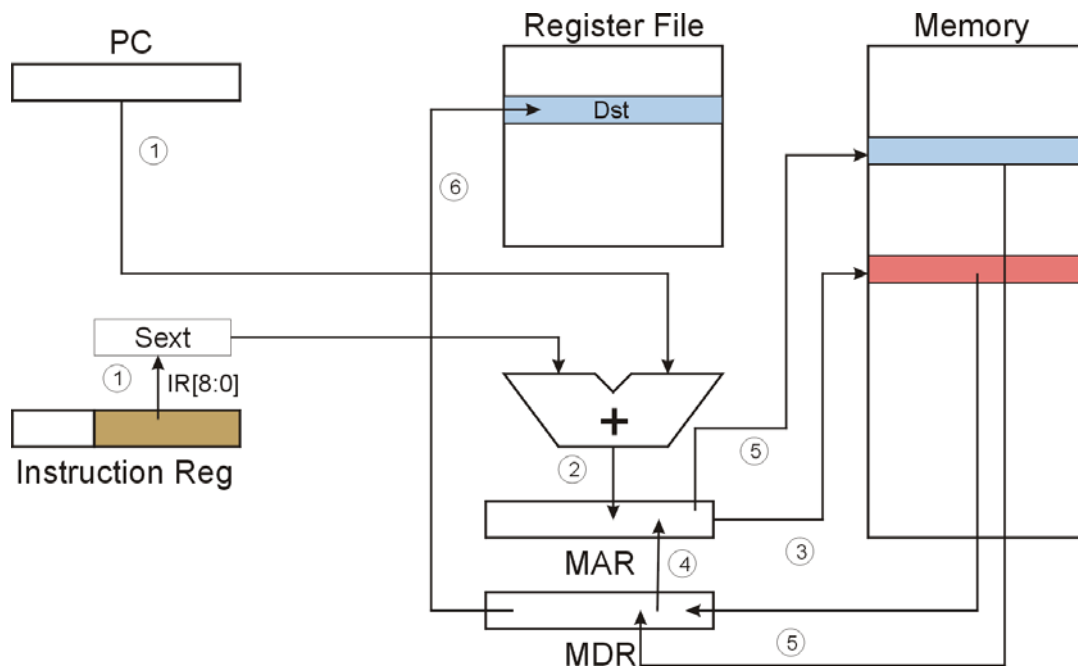 PC
Register File
Memory
Dst
①
⑥
Sext
①
IR[8:0]
Instruction Reg
+
②
⑤
MAR
③
④
MDR
⑤